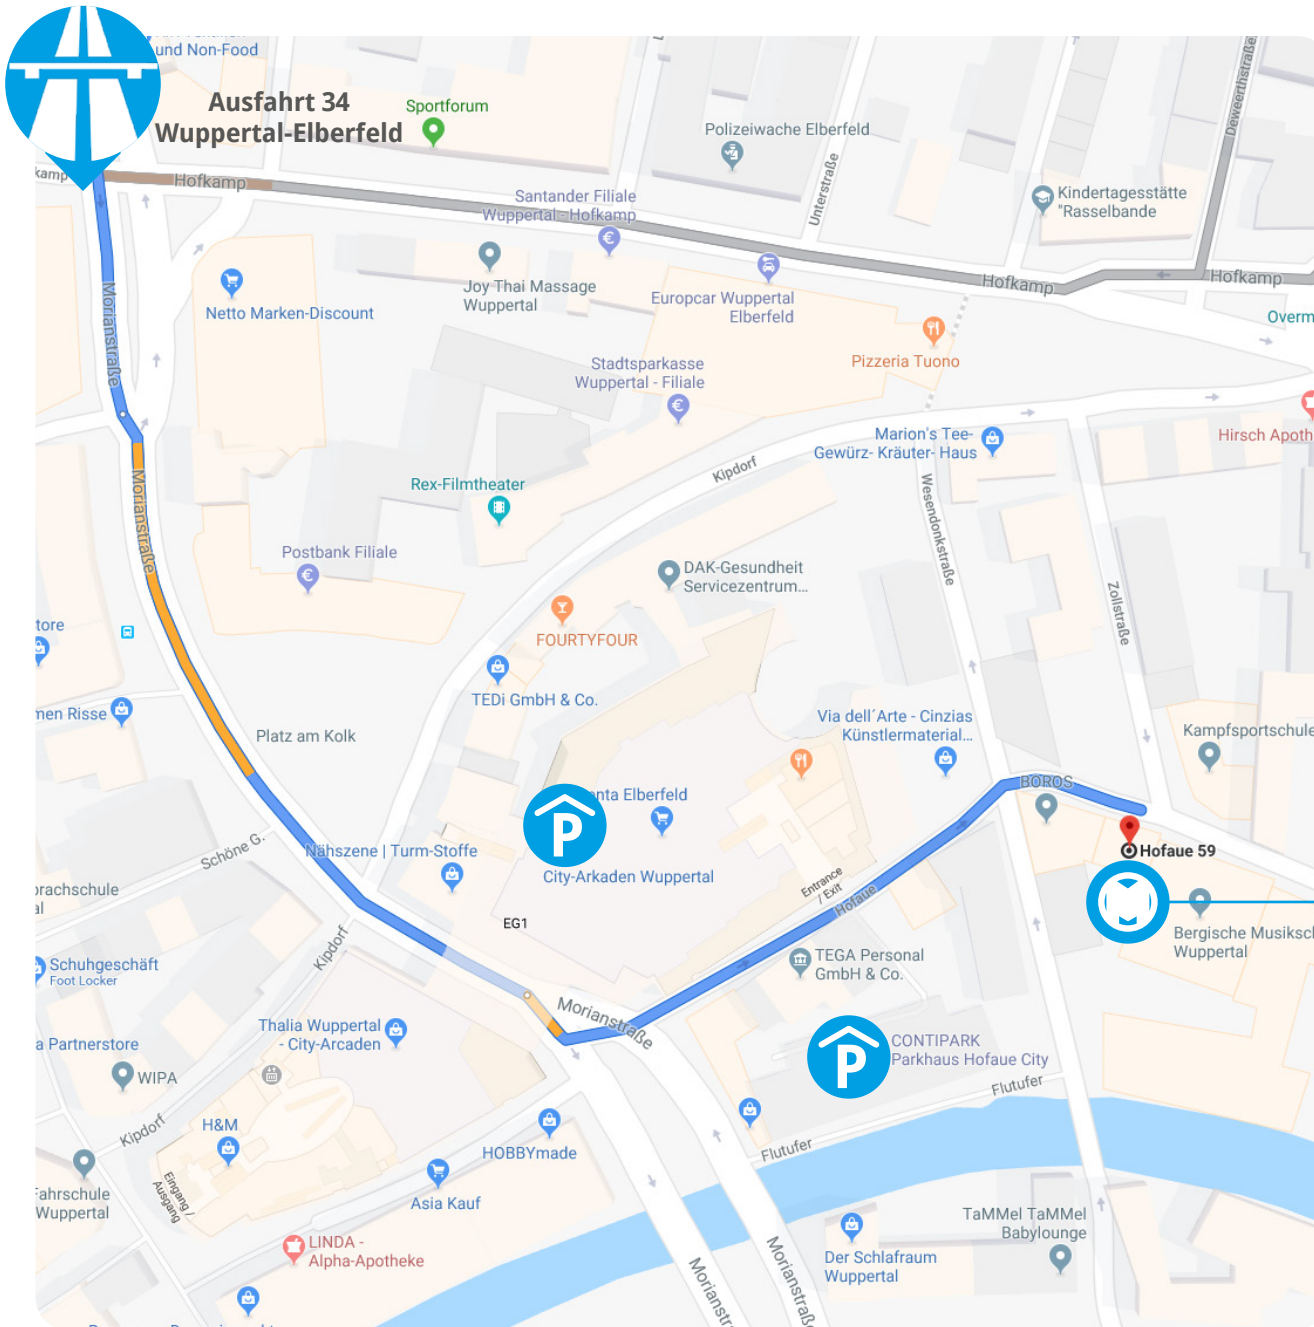 und Non-Food
Ausfahrt 34
Wuppertal-Elberfeld
Sportforum
Polizeiwache Elberfeld
Deweerthstraße
Unterstraße
kamp
Hofkamp
Santander Filiale
Wuppertal - Hofkamp
Kindertagesstätte
"Rasselbande
Joy Thai Massage
Wuppertal
Hofkamp
Hofkamp
Netto Marken-Discount
Europcar Wuppertal
Elberfeld
Overm
Morianstraße
Stadtsparkasse
Wuppertal - Filiale
Pizzeria Tuono
Marion's Tee-
Gewürz- Kräuter- Haus
Hirsch Apoth
Kipdorf
Rex-Filmtheater
Wesendonkstraße
Morianstraße
Postbank Filiale
DAK-Gesundheit
Servicezentrum...
Zollstraße
tore
FOURTYFOUR
TEDi GmbH & Co.
men Risse
Platz am Kolk
Via dell´Arte - Cinzias
Künstlermaterial...
Kampfsportschule
BOROS
nta Elberfeld
P
Schöne G.
Nähszene | Turm-Stoffe
Hofaue 59
City-Arkaden Wuppertal
Entrance
/ Exit
Hofaue
prachschule
al
EG1
Kipdorf
Bergische Musiksch
Wuppertal
TEGA Personal
GmbH & Co.
Schuhgeschäft
Foot Locker
Morianstraße
Thalia Wuppertal
- City-Arcaden
a Partnerstore
P
CONTIPARK
Parkhaus Hofaue City
WIPA
Flutufer
Kipdorf
H&M
HOBBYmade
Flutufer
Eingang /
Ausgang
Fahrschule
Wuppertal
Asia Kauf
TaMMel TaMMel
Babylounge
LINDA -
Alpha-Apotheke
Der Schlafraum
Wuppertal
Morianstr
Morianstraß